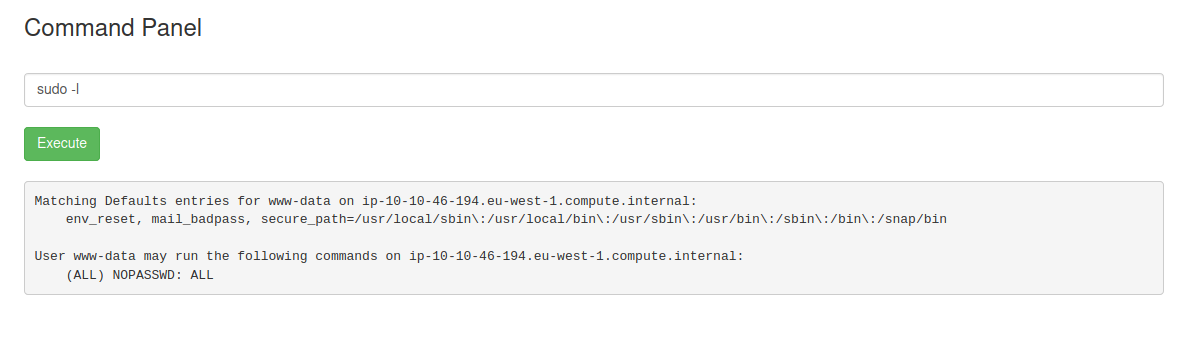 Command Panel
sudo -l
Execute
Matching Defaults entries for www-data on ip-10-10-46-194.eu-west-1.compute.internal:
    env_reset, mail_badpass, secure_path=/usr/local/sbin\:/usr/local/bin\:/usr/sbin\:/usr/bin\:/sbin\:/bin\:/snap/bin
User www-data may run the following commands on ip-10-10-46-194.eu-west-1.compute.internal:
    (ALL) NOPASSWD: ALL